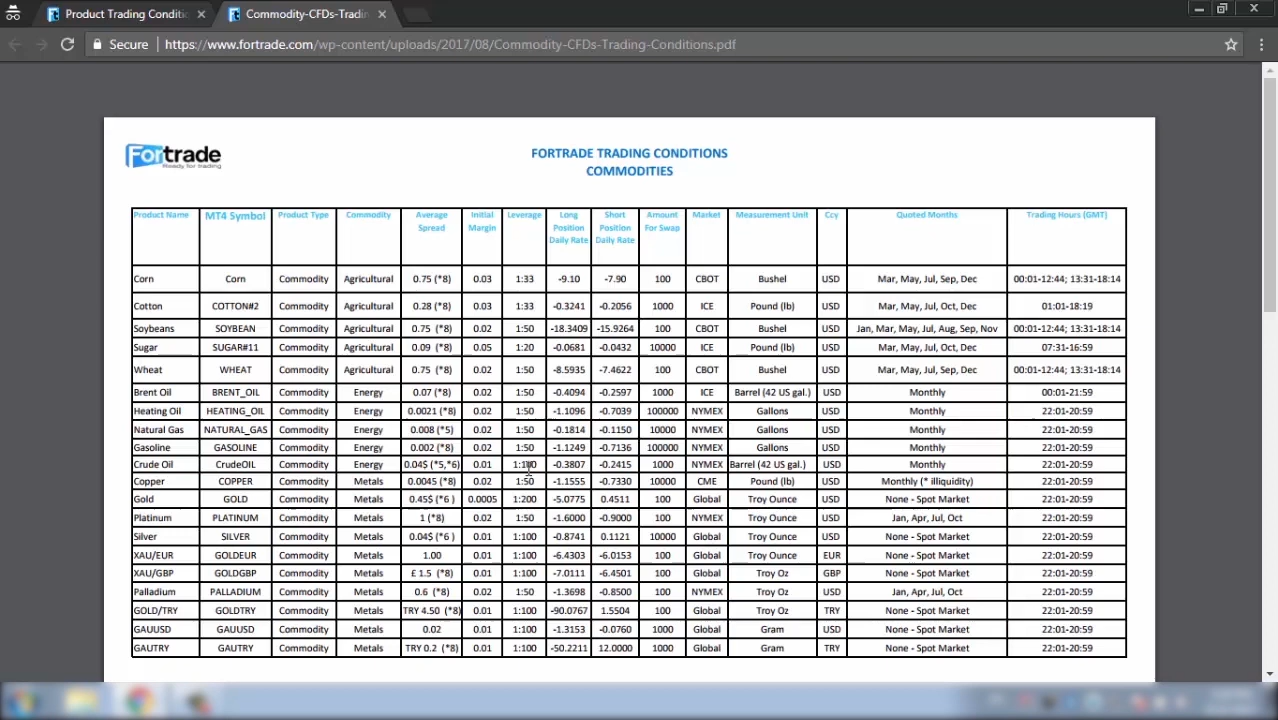 Product Trading Conditi
Commodity-CFDs-Tradin
Secure https://www.fortrade.com/wp-content/uploads/2017/08/Commodity-CFDs-Trading-Conditions.pdf
Fortrade
Ready for trading
FORTRADE TRADING CONDITIONS
COMMODITIES
Product Name MT4 Symbol Product Type Commodity Average Spread Initial Margin Leverage Long Position Daily Rate Short Position Daily Rate Amount For Swap Market Measurement Unit Ccy Quoted Months Trading Hours (GMT)
Corn Corn Commodity Agricultural 0.75 (*8) 0.03 1:33 -9.10 -7.90 100 CBOT Bushel USD Mar, May, Jul, Sep, Dec 00:01-12:44; 13:31-18:14
Cotton COTTON#2 Commodity Agricultural 0.28 (*8) 0.03 1:33 -0.3241 -0.2056 1000 ICE Pound (lb) USD Mar, May, Jul, Oct, Dec 01:01-18:19
Soybeans SOYBEAN Commodity Agricultural 0.75 (*8) 0.02 1:50 -18.3409 -15.9264 100 CBOT Bushel USD Jan, Mar, May, Jul, Aug, Sep, Nov 00:01-12:44; 13:31-18:14
Sugar SUGAR#11 Commodity Agricultural 0.09 (*8) 0.05 1:20 -0.0681 -0.0432 10000 ICE Pound (lb) USD Mar, May, Jul, Oct, Dec 07:31-16:59
Wheat WHEAT Commodity Agricultural 0.75 (*8) 0.02 1:50 -8.5935 -7.4622 100 CBOT Bushel USD Mar, May, Jul, Sep, Dec 00:01-12:44; 13:31-18:14
Brent Oil BRENT_OIL Commodity Energy 0.07 (*8) 0.02 1:50 -0.4094 -0.2597 1000 ICE Barrel (42 US gal.) USD Monthly 00:01-21:59
Heating Oil HEATING_OIL Commodity Energy 0.0021 (*8) 0.02 1:50 -1.1096 -0.7039 100000 NYMEX Gallons USD Monthly 22:01-20:59
Natural Gas NATURAL_GAS Commodity Energy 0.008 (*5) 0.02 1:50 -0.1814 -0.1150 10000 NYMEX Gallons USD Monthly 22:01-20:59
Gasoline GASOLINE Commodity Energy 0.002 (*8) 0.02 1:50 -1.1249 -0.7136 100000 NYMEX Gallons USD Monthly 22:01-20:59
Crude Oil CrudeOIL Commodity Energy 0.04$ (*5,*6) 0.01 1:100 -0.3807 -0.2415 1000 NYMEX Barrel (42 US gal.) USD Monthly 22:01-20:59
Copper COPPER Commodity Metals 0.0045 (*8) 0.02 1:50 -1.1555 -0.7330 10000 CME Pound (lb) USD Monthly (* illiquidity) 22:01-20:59
Gold GOLD Commodity Metals 0.45$ (*6 ) 0.0005 1:200 -5.0775 0.4511 100 Global Troy Ounce USD None - Spot Market 22:01-20:59
Platinum PLATINUM Commodity Metals 1 (*8) 0.02 1:50 -1.6000 -0.9000 100 NYMEX Troy Ounce USD Jan, Apr, Jul, Oct 22:01-20:59
Silver SILVER Commodity Metals 0.04$ (*6 ) 0.01 1:100 -0.8741 0.1121 10000 Global Troy Ounce USD None - Spot Market 22:01-20:59
XAU/EUR GOLDEUR Commodity Metals 1.00 0.01 1:100 -6.4303 -6.0153 100 Global Troy Ounce EUR None - Spot Market 22:01-20:59
XAU/GBP GOLDGBP Commodity Metals £ 1.5 (*8) 0.01 1:100 -7.0111 -6.4501 100 Global Troy Oz GBP None - Spot Market 22:01-20:59
Palladium PALLADIUM Commodity Metals 0.6 (*8) 0.02 1:50 -1.3698 -0.8500 100 NYMEX Troy Oz USD Jan, Apr, Jul, Oct 22:01-20:59
GOLD/TRY GOLDTRY Commodity Metals TRY 4.50 (*8) 0.01 1:100 -90.0767 1.5504 100 Global Troy Oz TRY None - Spot Market 22:01-20:59
GAUUSD GAUUSD Commodity Metals 0.02 0.01 1:100 -1.3153 -0.0760 1000 Global Gram USD None - Spot Market 22:01-20:59
GAUTRY GAUTRY Commodity Metals TRY 0.2 (*8) 0.01 1:100 -50.2211 12.0000 1000 Global Gram TRY None - Spot Market 22:01-20:59